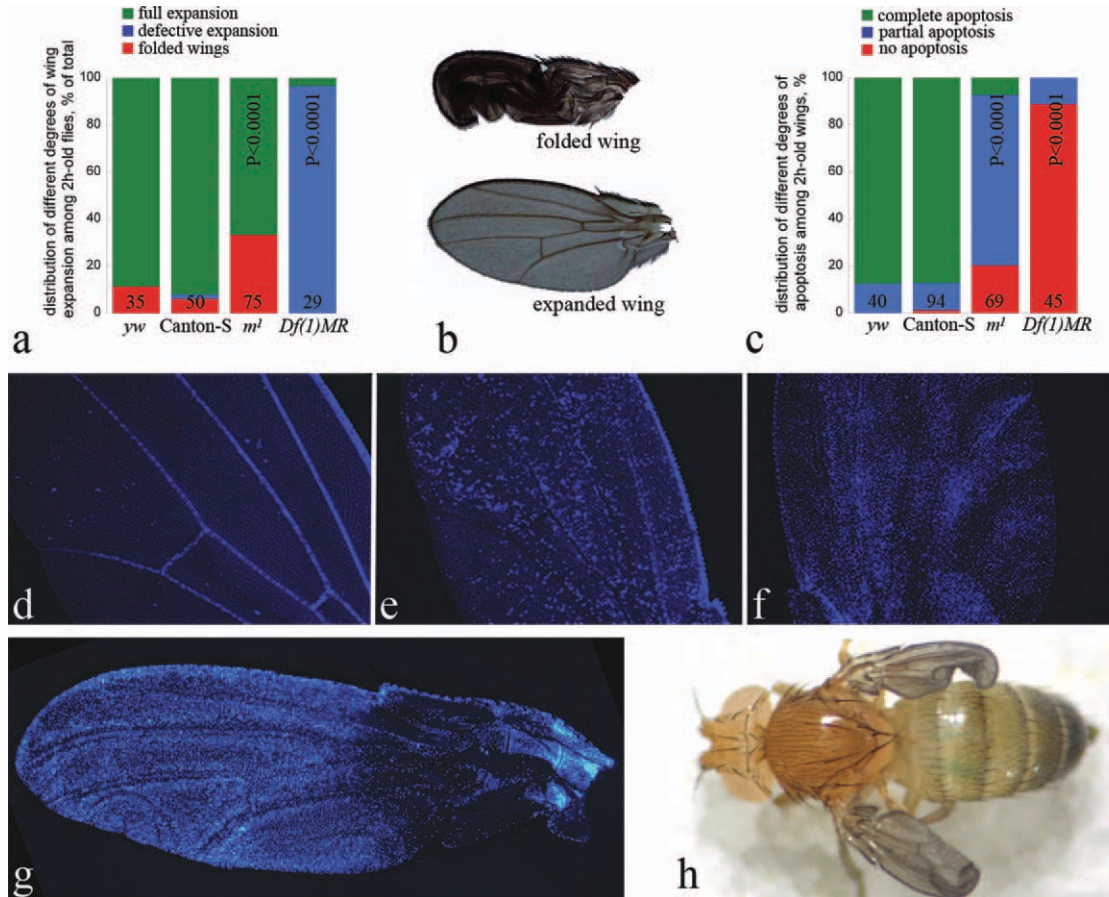 full expansion
defective expansion
folded wings
distribution of different degrees of wing
expansion among 2h-old flies, % of total
100
80
60
40
20
0
P<0.0001
P<0.0001
35
50
75
29
yw
Canton-S
m¹
Df(1)MR
a
folded wing
expanded wing
b
complete apoptosis
partial apoptosis
no apoptosis
distribution of different degrees of
apoptosis among 2h-old wings, %
100
80
60
40
20
0
P<0.0001
P<0.0001
40
94
69
45
yw
Canton-S
m¹
Df(1)MR
c
d
e
f
g
h